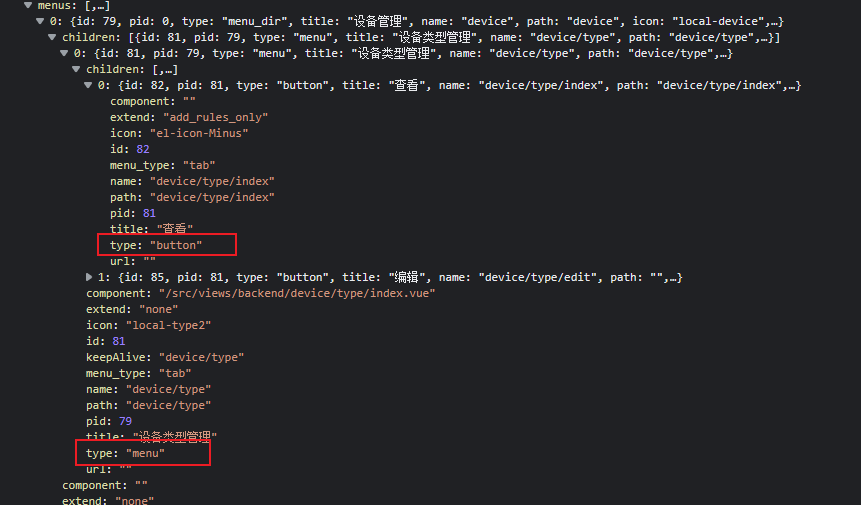 menus: [,…]
0: {id: 79, pid: 0, type: "menu_dir", title: "设备管理", name: "device", path: "device", icon: "local-device",…}
children: [{id: 81, pid: 79, type: "menu", title: "设备类型管理", name: "device/type", path: "device/type",…}]
0: {id: 81, pid: 79, type: "menu", title: "设备类型管理", name: "device/type", path: "device/type",…}
children: [,…]
0: {id: 82, pid: 81, type: "button", title: "查看", name: "device/type/index", path: "device/type/index",…}
component: ""
extend: "add_rules_only"
icon: "el-icon-Minus"
id: 82
menu_type: "tab"
name: "device/type/index"
path: "device/type/index"
pid: 81
title: "查看"
type: "button"
url: ""
1: {id: 85, pid: 81, type: "button", title: "编辑", name: "device/type/edit", path: "",…}
component: "/src/views/backend/device/type/index.vue"
extend: "none"
icon: "local-type2"
id: 81
keepAlive: "device/type"
menu_type: "tab"
name: "device/type"
path: "device/type"
pid: 79
title: "设备类型管理"
type: "menu"
url: ""
component: ""
extend: "none"